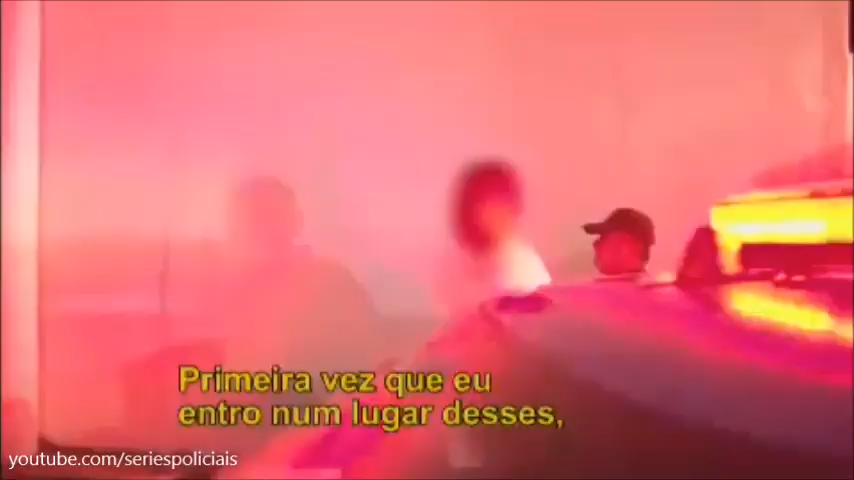 Primeira vez que eu
entro num lugar desses,
youtube.com/seriespoliciais